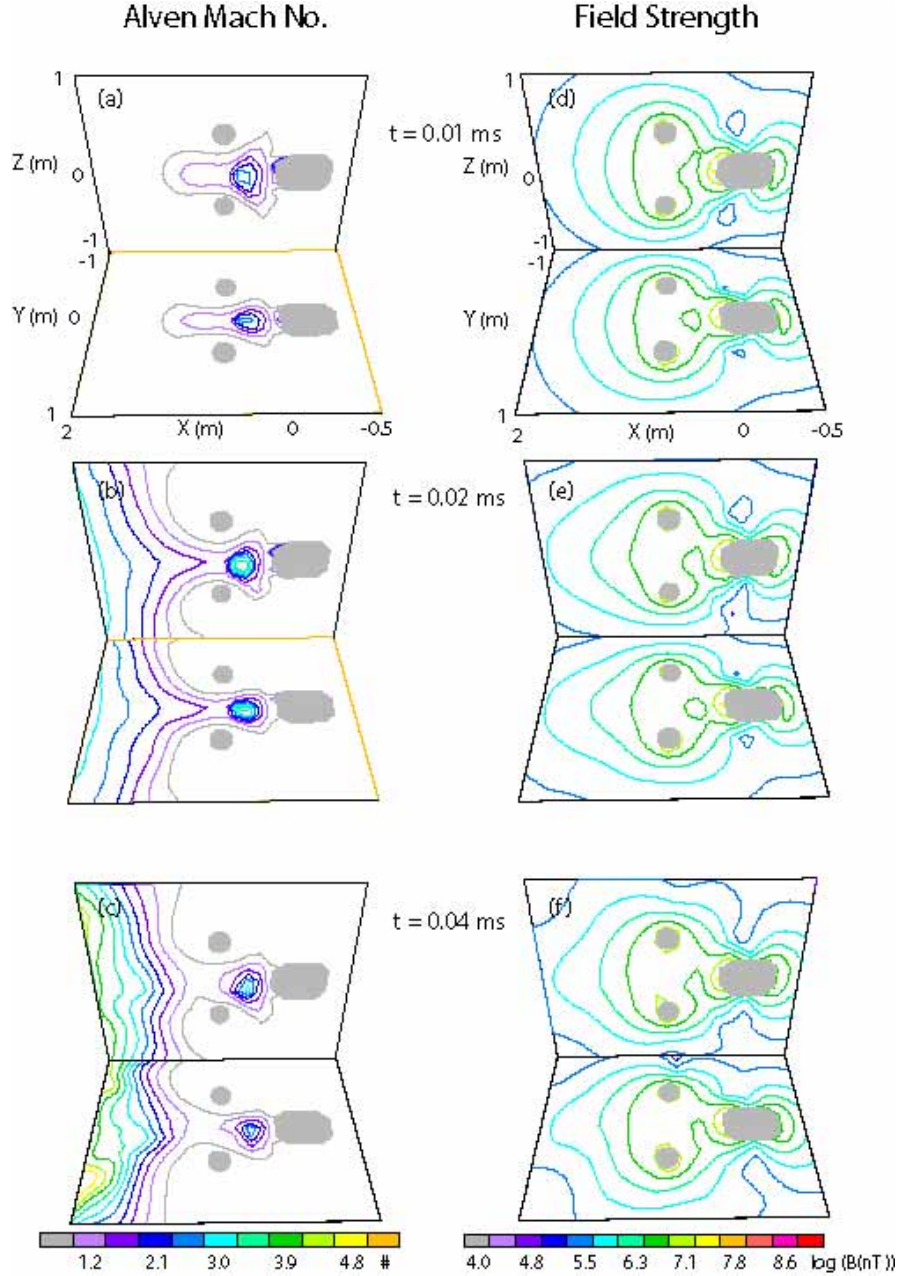 Alven Mach No. Field Strength
1 (a) 1 (d)
t = 0.01 ms
Z (m) 0 Z (m) 0
-1 -1
-1 -1
Y (m) 0 Y (m)
1 1
2 X (m) 0 -0.5 2 X (m) 0 -0.5
(b) t = 0.02 ms (e)
(c) t = 0.04 ms (f)
1.2 2.1 3.0 3.9 4.8 # 4.0 4.8 5.5 6.3 7.1 7.8 8.6 log (B(nT))